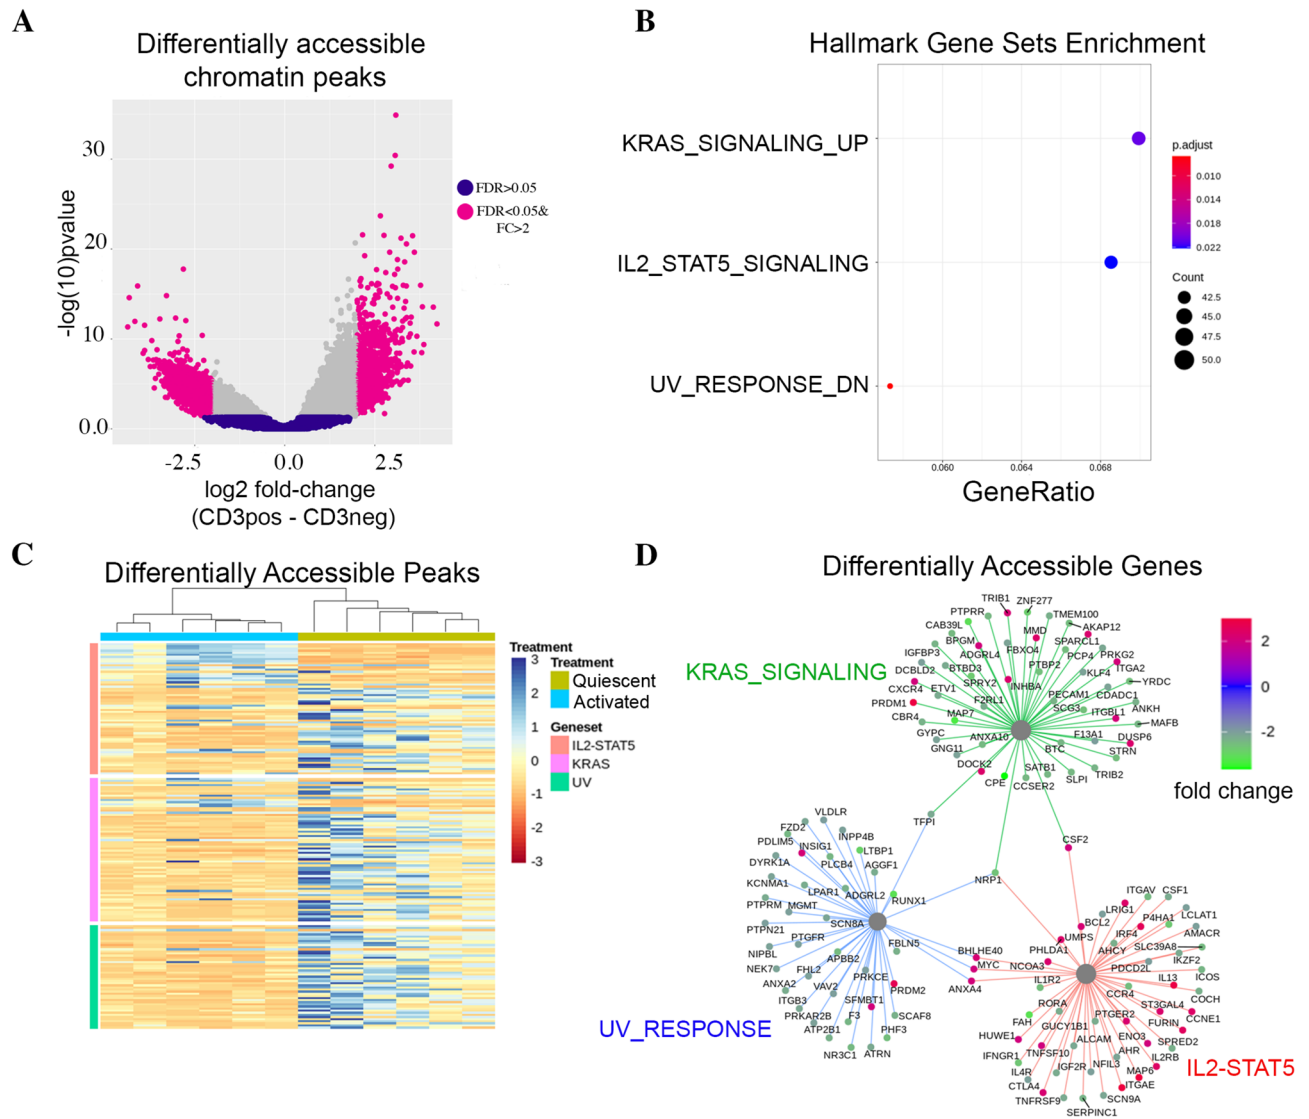 A
Differentially accessible
chromatin peaks
-log(10)pvalue
30
20
10
0.0
-2.5
0.0
2.5
log2 fold-change
(CD3pos - CD3neg)
FDR>0.05
FDR<0.05&
FC>2
B
Hallmark Gene Sets Enrichment
KRAS_SIGNALING_UP
IL2_STAT5_SIGNALING
UV_RESPONSE_DN
0.060
0.064
0.068
GeneRatio
p.adjust
0.010
0.014
0.018
0.022
Count
42.5
45.0
47.5
50.0
C
Differentially Accessible Peaks
Treatment
3
2
1
0
-1
-2
-3
Treatment
Quiescent
Activated
Geneset
IL2-STAT5
KRAS
UV
D
Differentially Accessible Genes
KRAS_SIGNALING
TRIB1
ZNF277
PTPRR
TMEM100
CAB39L
AKAP12
MMD
BPGM
SPARCL1
IGFBP3
ADGRL4
FBXO4
PCP4
PRKG2
DCBLD2
BTBD3
PTBP2
KLF4
ITGA2
CXCR4
ETV1
SPRY2
INHBA
YRDC
PRDM1
F2RL1
PECAM1
CDADC1
CBR4
MAP7
SCG3
ITGBL1
ANKH
MAFB
GYPC
ANXA10
F13A1
DUSP6
GNG11
BTC
STRN
DOCK2
SATB1
TRIB2
CPE
CCSER2
SLPI
TFPI
CSF2
NRP1
2
0
-2
fold change
VLDLR
FZD2
INPP4B
PDLIM5
INSIG1
LTBP1
DYRK1A
PLCB4
AGGF1
KCNMA1
LPAR1
ADGRL2
RUNX1
PTPRM
MGMT
SCN8A
PTPN21
PTGFR
FBLN5
NIPBL
APBB2
BHLHE40
NEK7
FHL2
PRKCE
MYC
ANXA2
VAV2
PRDM2
ANXA4
ITGB3
SFMBT1
PRKAR2B
F3
SCAF8
ATP2B1
PHF3
NR3C1
ATRN
UV_RESPONSE
ITGAV
CSF1
LRIG1
P4HA1
LCLAT1
BCL2
IRF4
AMACR
UMPS
PHLDA1
AHCY
SLC39A8
IKZF2
NCOA3
PDCD2L
ICOS
IL1R2
IL13
CCR4
COCH
RORA
ST3GAL4
FAH
PTGER2
CCNE1
GUCY1B1
FURIN
HUWE1
ENO3
SPRED2
ALCAM
IFNGR1
TNFSF10
AHR
IL2RB
IL4R
IGF2R
NFIL3
MAP6
CTLA4
ITGAE
TNFRSF9
SCN9A
SERPINC1
IL2-STAT5